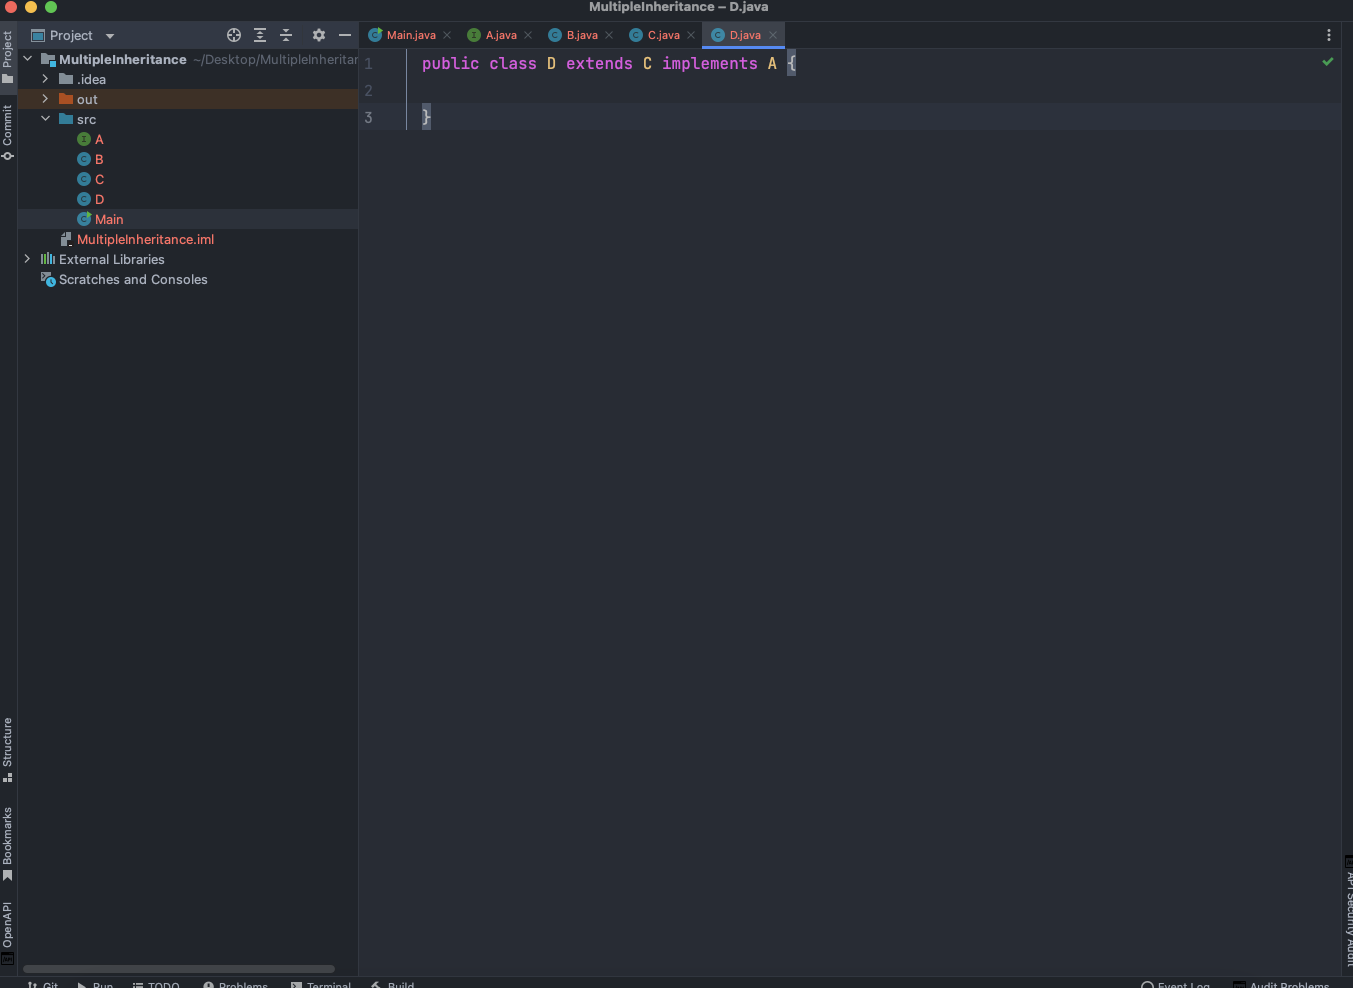 MultipleInheritance – D.java
Project
Project
Commit
Structure
Bookmarks
OpenAPI
MultipleInheritance ~/Desktop/MultipleInheritan
.idea
out
src
A
B
C
D
Main
MultipleInheritance.iml
External Libraries
Scratches and Consoles
Main.java A.java B.java C.java D.java
1 public class D extends C implements A {
2
3 }
API Security Audit
Git Run TODO Problems Terminal Build Event Log Audit Problems